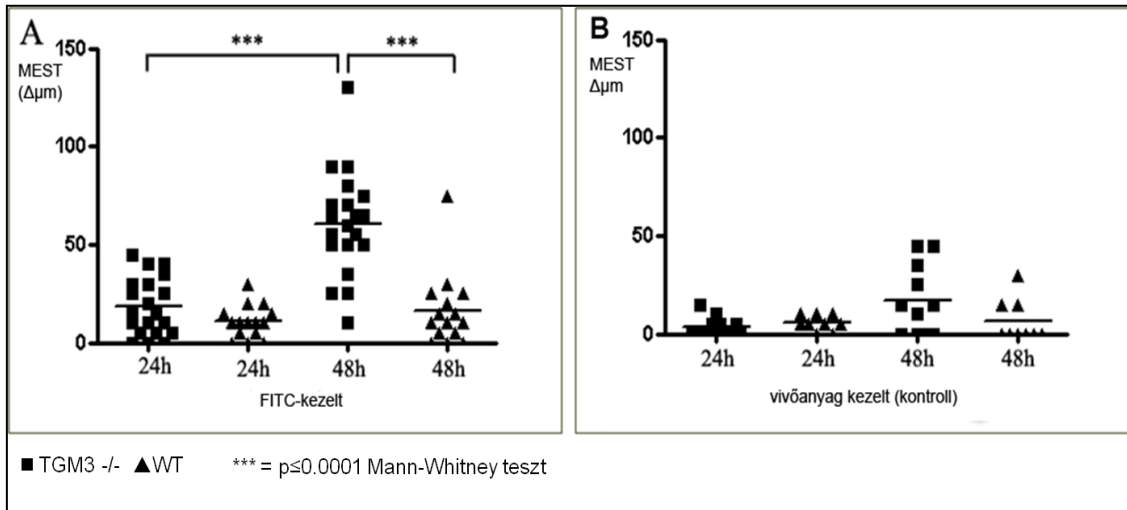 A
150
MEST
(Δµm)
***
***
100
50
0
24h
24h
48h
48h
FITC-kezelt
B
150
MEST
Δµm
100
50
0
24h
24h
48h
48h
vivőanyag kezelt (kontroll)
■ TGM3 -/- ▲WT *** = p≤0.0001 Mann-Whitney teszt